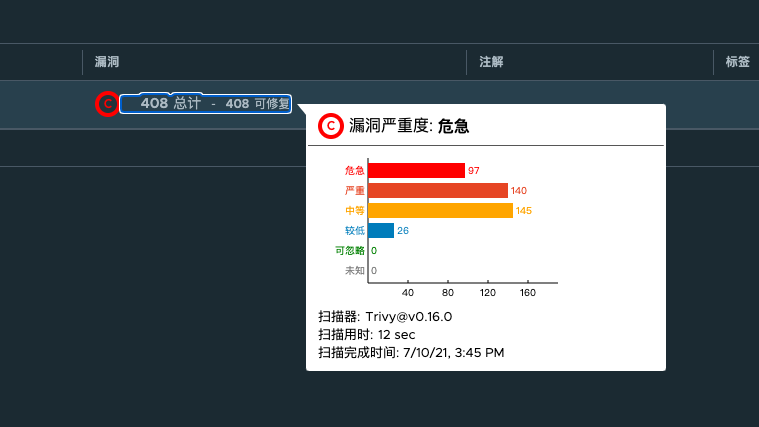 漏洞 注解 标签
C 408 总计 - 408 可修复
C 漏洞严重度: 危急
危急 97
严重 140
中等 145
较低 26
可忽略 0
未知 0
40 80 120 160
扫描器: Trivy@v0.16.0
扫描用时: 12 sec
扫描完成时间: 7/10/21, 3:45 PM